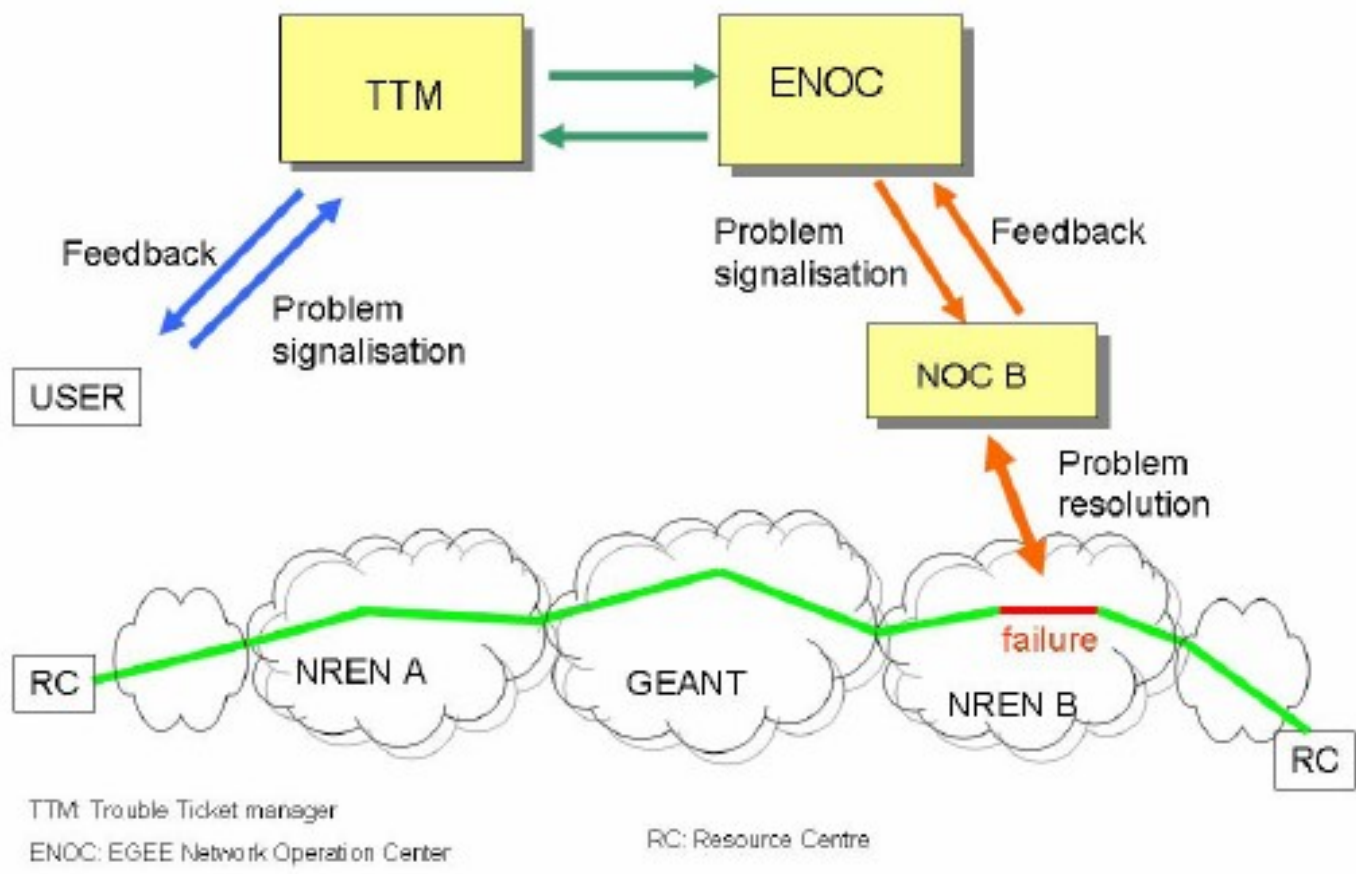 TTM
ENOC
Feedback
Problem
signalisation
Problem
signalisation
Feedback
USER
NOC B
Problem
resolution
failure
NREN A
GEANT
NREN B
RC
RC
TTM: Trouble Ticket manager
ENOC: EGEE Network Operation Center
RC: Resource Centre